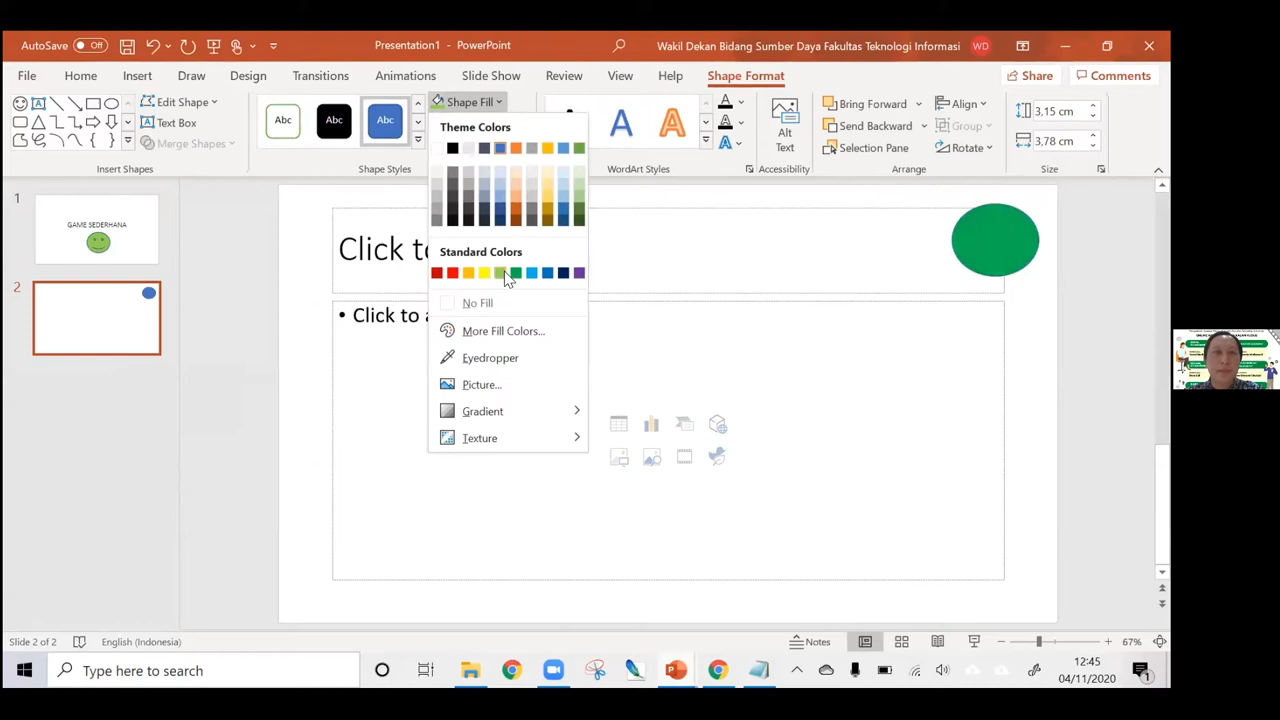 AutoSave Off
Presentation1 - PowerPoint
Wakil Dekan Bidang Sumber Daya Fakultas Teknologi Informasi WD
File Home Insert Draw Design Transitions Animations Slide Show Review View Help Shape Format Share Comments
Edit Shape
Text Box
Merge Shapes
Insert Shapes
Abc Abc Abc
Shape Styles
Shape Fill
Theme Colors
Standard Colors
No Fill
More Fill Colors...
Eyedropper
Picture...
Gradient
Texture
A A A A A
WordArt Styles
Alt Text
Accessibility
Bring Forward
Send Backward
Selection Pane
Align
Group
Rotate
Arrange
3,15 cm
3,78 cm
Size
1
GAME SEDERHANA
2
Click to
• Click to a
Slide 2 of 2 English (Indonesia) Notes 67%
Type here to search
12:45
04/11/2020
1